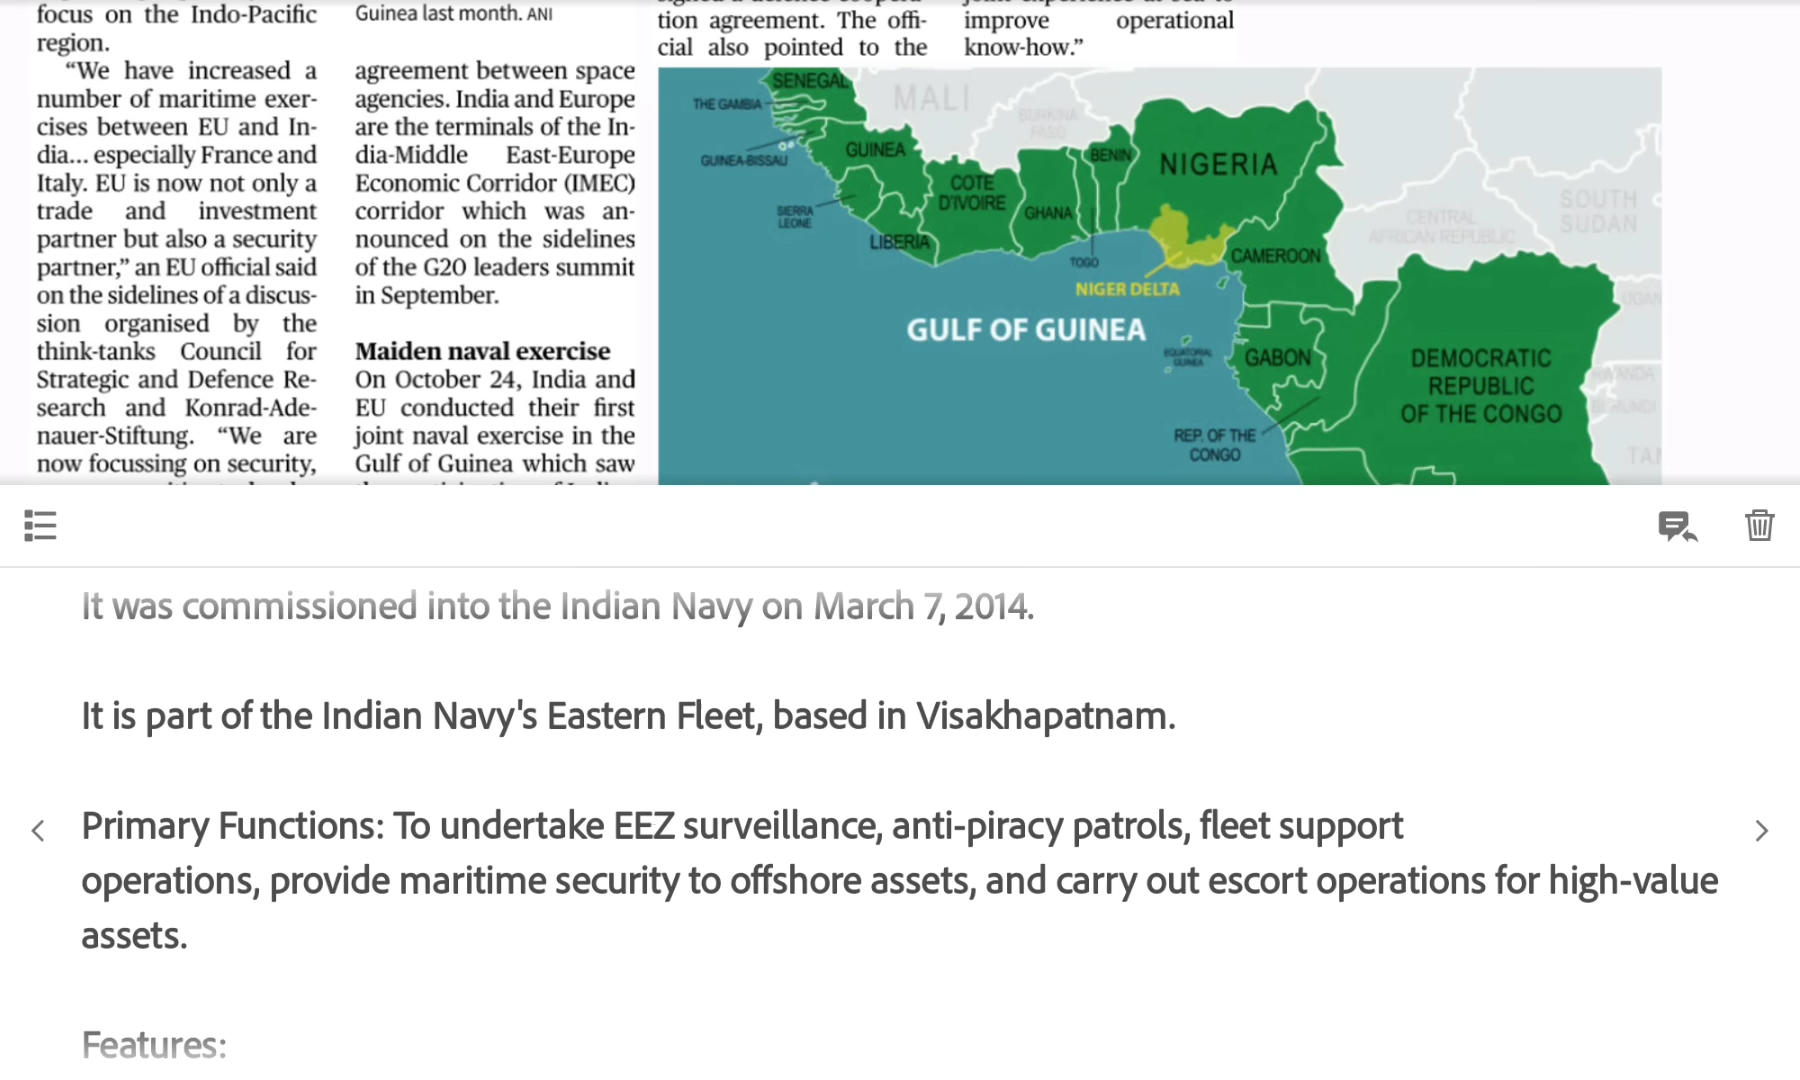 focus on the Indo-Pacific
region.
“We have increased a
number of maritime exer-
cises between EU and In-
dia... especially France and
Italy. EU is now not only a
trade and investment
partner but also a security
partner,” an EU official said
on the sidelines of a discus-
sion organised by the
think-tanks Council for
Strategic and Defence Re-
search and Konrad-Ade-
nauer-Stiftung. “We are
now focussing on security,
Guinea last month. ANI
agreement between space
agencies. India and Europe
are the terminals of the In-
dia-Middle East-Europe
Economic Corridor (IMEC)
corridor which was an-
nounced on the sidelines
of the G20 leaders summit
in September.
Maiden naval exercise
On October 24, India and
EU conducted their first
joint naval exercise in the
Gulf of Guinea which saw
tion agreement. The offi-
cial also pointed to the
improve operational
know-how.”
SENEGAL
MALI
THE GAMBIA
BURKINA
FASO
GUINEA-BISSAU
GUINEA
BENIN
NIGERIA
COTE
D'IVOIRE
SIERRA
LEONE
GHANA
LIBERIA
TOGO
CENTRAL
AFRICAN REPUBLIC
SOUTH
SUDAN
CAMEROON
NIGER DELTA
GULF OF GUINEA
EQUATORIAL
GUINEA
GABON
DEMOCRATIC
REPUBLIC
OF THE CONGO
UGAN
RWANDA
BURUNDI
REP. OF THE
CONGO
TAN
It was commissioned into the Indian Navy on March 7, 2014.
It is part of the Indian Navy's Eastern Fleet, based in Visakhapatnam.
Primary Functions: To undertake EEZ surveillance, anti-piracy patrols, fleet support
operations, provide maritime security to offshore assets, and carry out escort operations for high-value
assets.
Features: